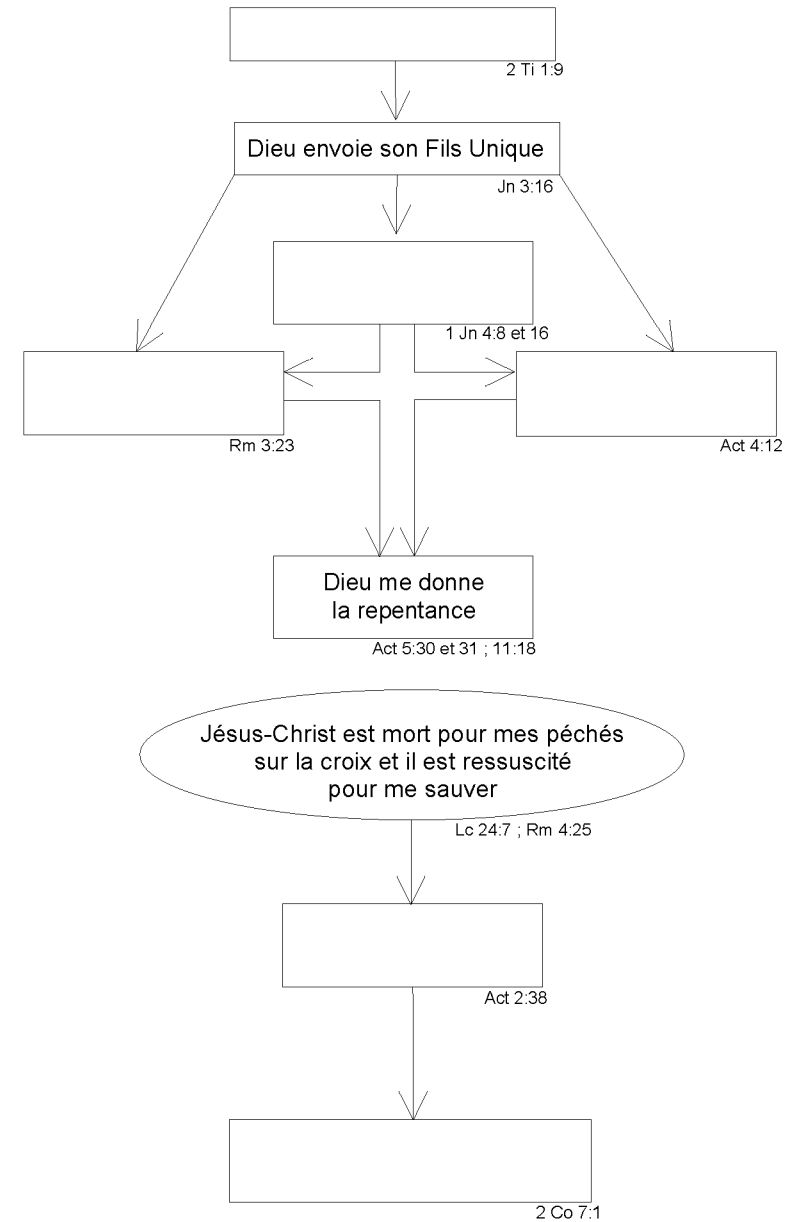 2 Ti 1:9
Dieu envoie son Fils Unique
Jn 3:16
1 Jn 4:8 et 16
Rm 3:23
Act 4:12
Dieu me donne
la repentance
Act 5:30 et 31 ; 11:18
Jésus-Christ est mort pour mes péchés
sur la croix et il est ressuscité
pour me sauver
Lc 24:7 ; Rm 4:25
Act 2:38
2 Co 7:1